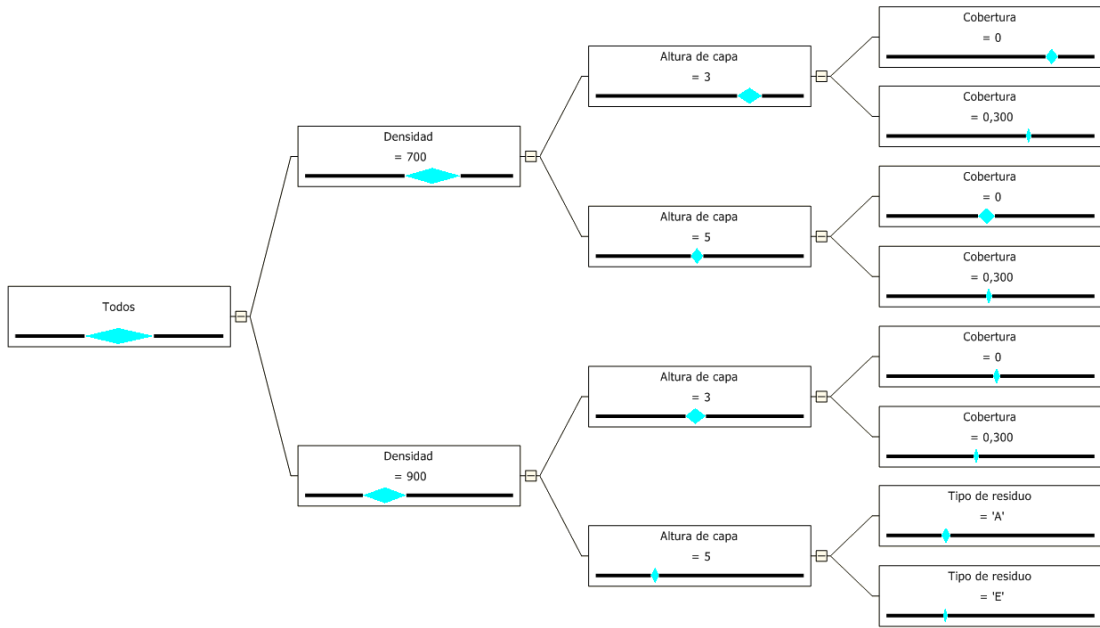 Todos
Densidad
= 700
Densidad
= 900
Altura de capa
= 3
Altura de capa
= 5
Altura de capa
= 3
Altura de capa
= 5
Cobertura
= 0
Cobertura
= 0,300
Cobertura
= 0
Cobertura
= 0,300
Cobertura
= 0
Cobertura
= 0,300
Tipo de residuo
= 'A'
Tipo de residuo
= 'E'